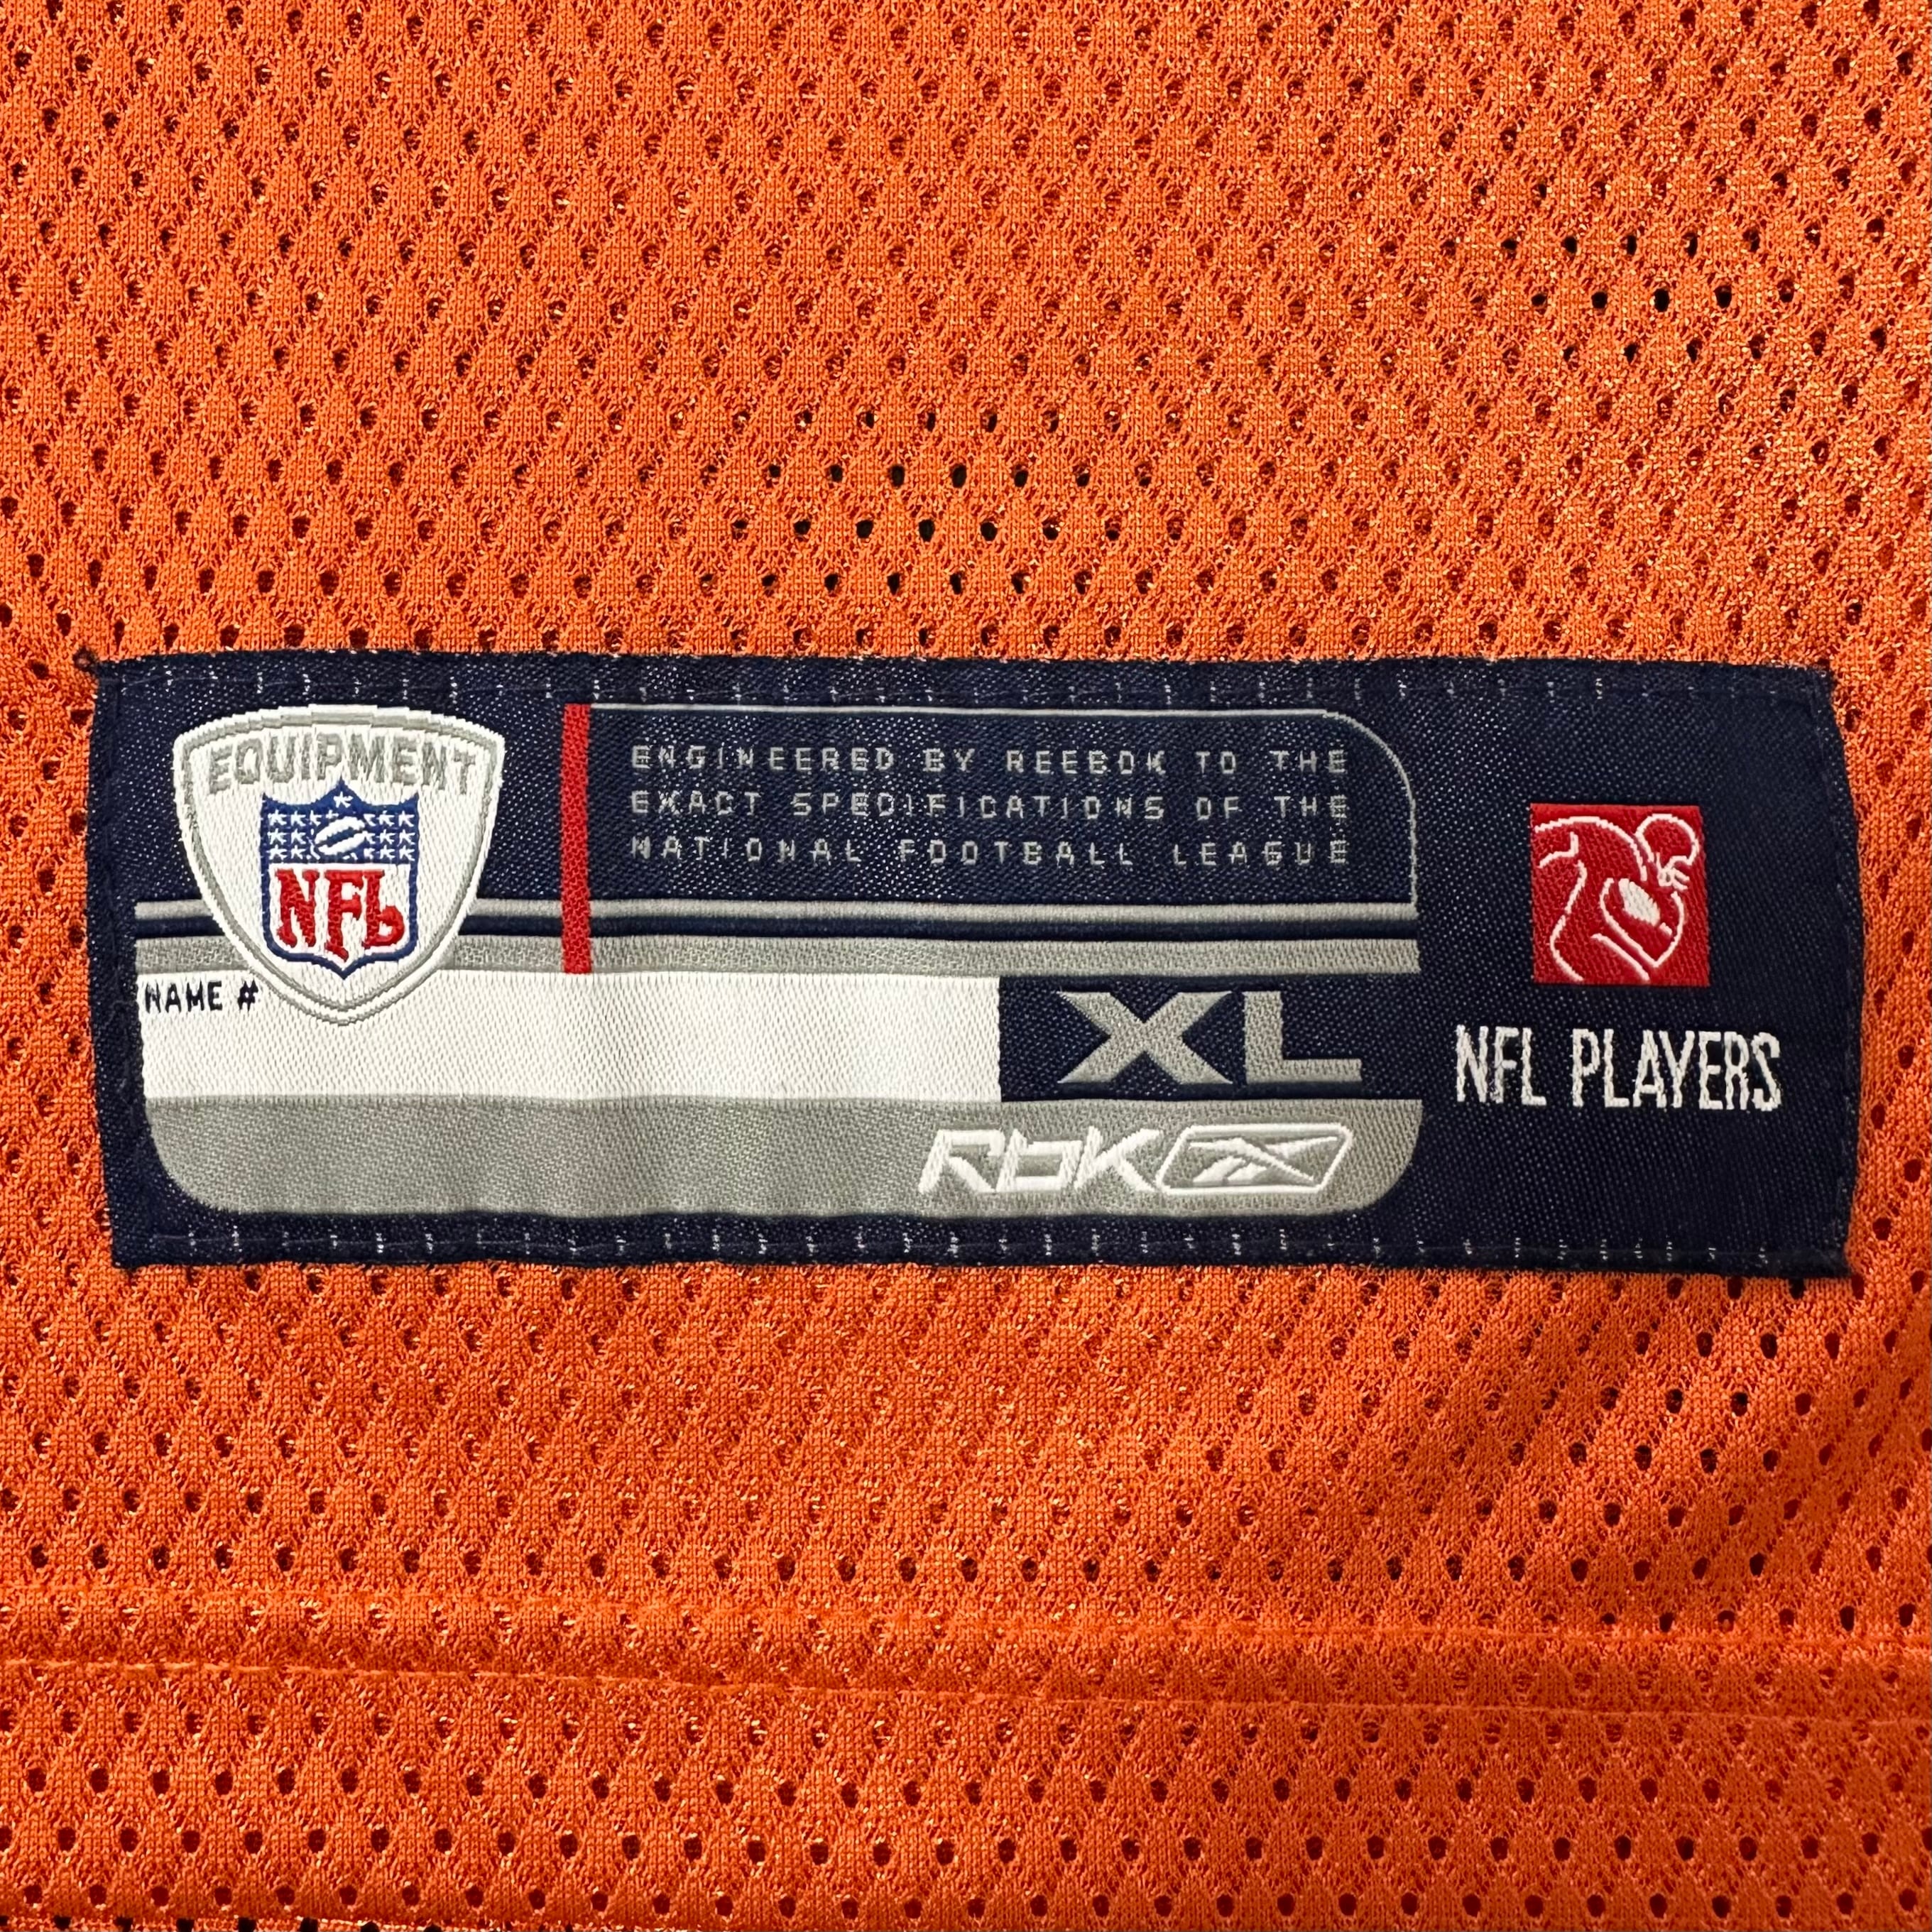 EQUIPMENT
NFL
ENGINEERED BY REEBOK TO THE
EXACT SPECIFICATIONS OF THE
NATIONAL FOOTBALL LEAGUE
NAME #
XL
NFL PLAYERS
RBK